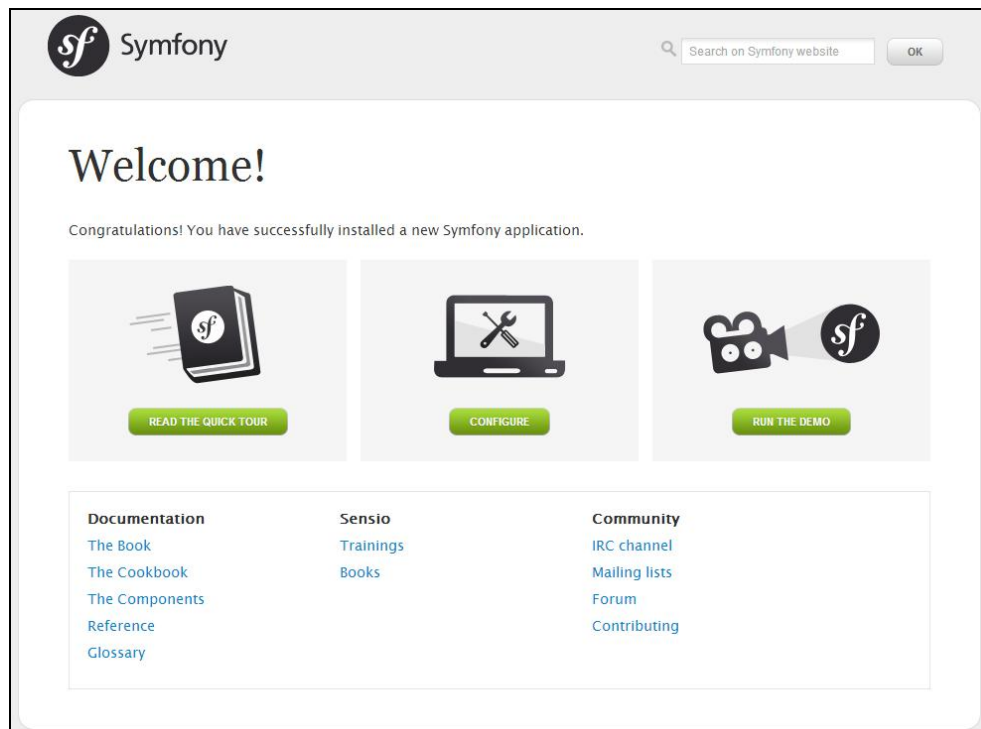 sf Symfony
Search on Symfony website
OK
Welcome!
Congratulations! You have successfully installed a new Symfony application.
sf
READ THE QUICK TOUR
CONFIGURE
sf
RUN THE DEMO
Documentation
The Book
The Cookbook
The Components
Reference
Glossary
Sensio
Trainings
Books
Community
IRC channel
Mailing lists
Forum
Contributing